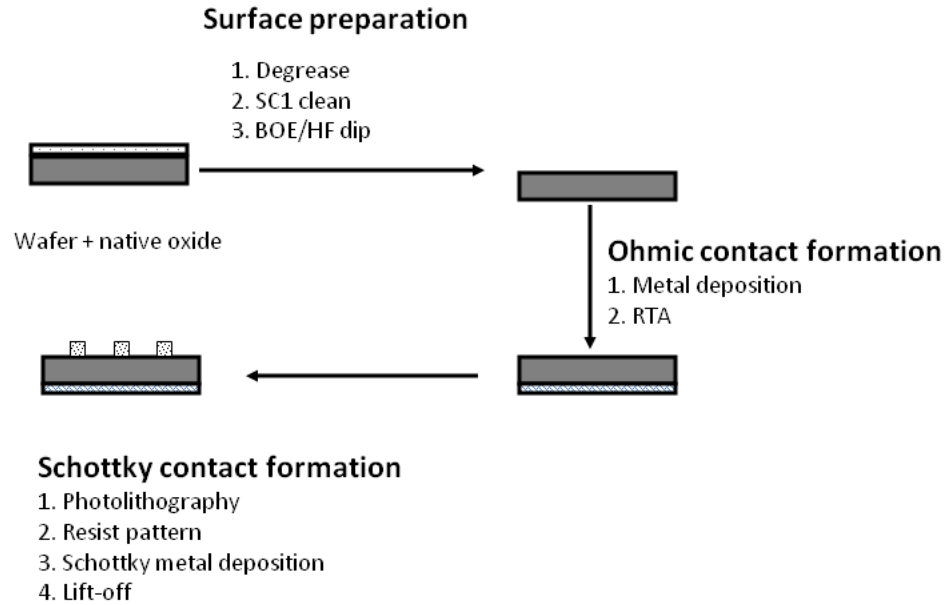 Surface preparation
1. Degrease
2. SC1 clean
3. BOE/HF dip
Wafer + native oxide
Ohmic contact formation
1. Metal deposition
2. RTA
Schottky contact formation
1. Photolithography
2. Resist pattern
3. Schottky metal deposition
4. Lift-off